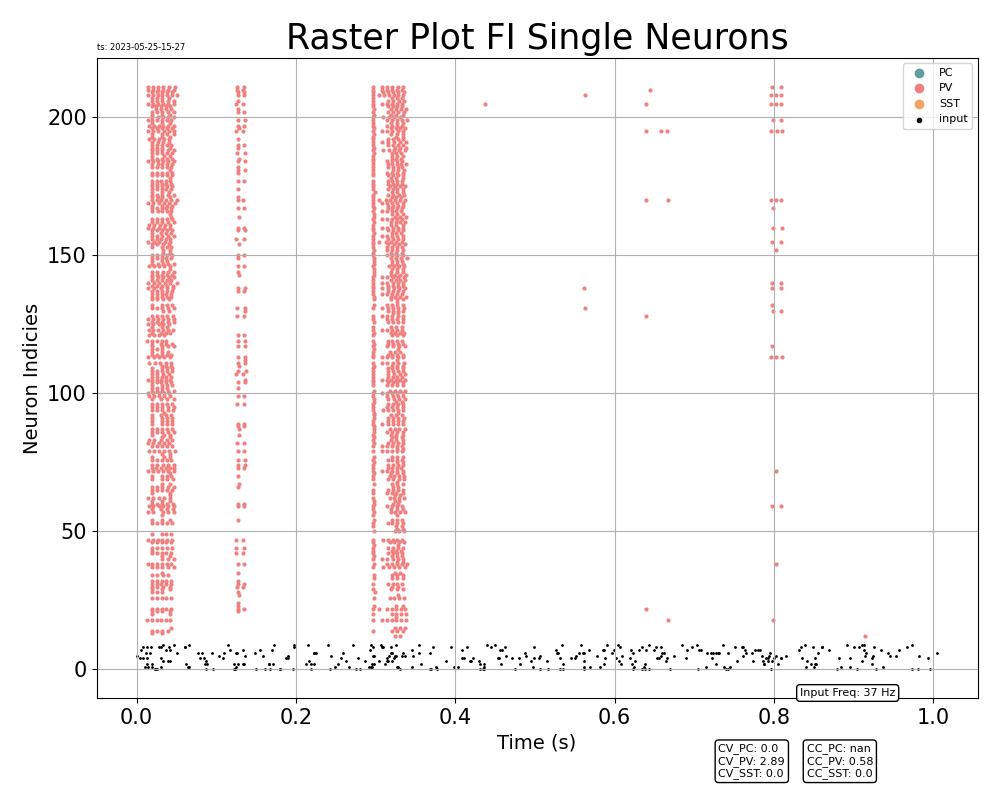 Raster Plot FI Single Neurons
ts: 2023-05-25-15-27
PC
PV
SST
input
Neuron Indicies
200
150
100
50
0
0.0 0.2 0.4 0.6 0.8 1.0
Input Freq: 37 Hz
Time (s)
CV_PC: 0.0
CV_PV: 2.89
CV_SST: 0.0
CC_PC: nan
CC_PV: 0.58
CC_SST: 0.0